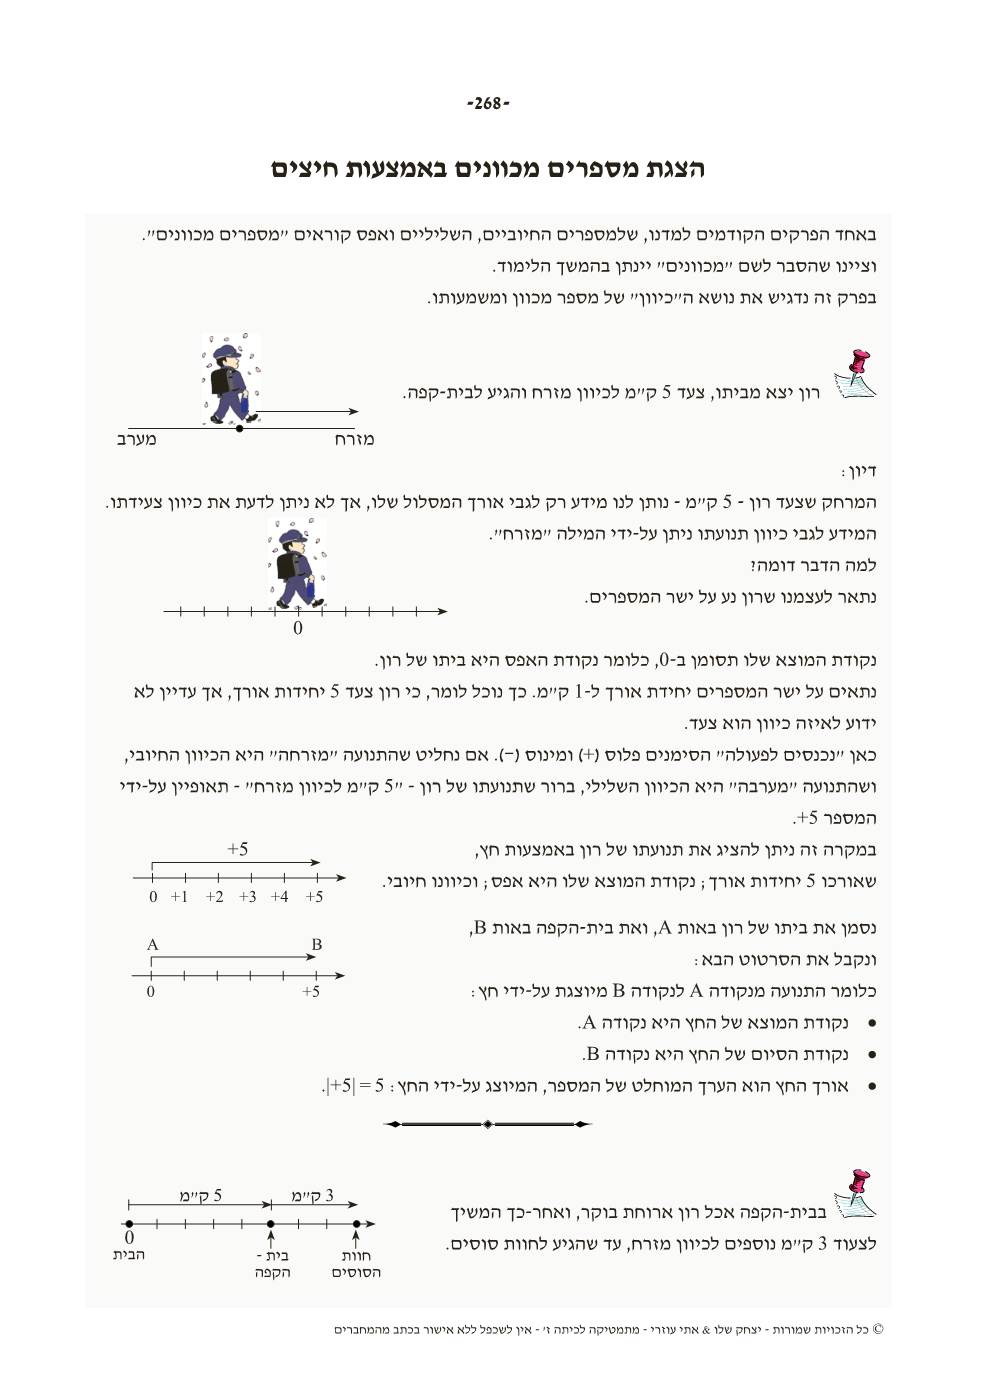 -268-
הצגת מספרים מכוונים באמצעות חיצים
באחד הפרקים הקודמים למדנו, שלמספרים החיוביים, השליליים ואפס קוראים ״מספרים מכוונים״.
וציינו שהסבר לשם ״מכוונים״ יינתן בהמשך הלימוד.
בפרק זה נדגיש את נושא ה״כיוון״ של מספר מכוון ומשמעותו.
רון יצא מביתו, צעד 5 ק״מ לכיוון מזרח והגיע לבית-קפה.
מזרח
מערב
דיון:
המרחק שצעד רון - 5 ק״מ - נותן לנו מידע רק לגבי אורך המסלול שלו, אך לא ניתן לדעת את כיוון צעידתו.
המידע לגבי כיוון תנועתו ניתן על-ידי המילה ״מזרח״.
למה הדבר דומה?
נתאר לעצמנו שרון נע על ישר המספרים.
0
נקודת המוצא שלו תסומן ב-0, כלומר נקודת האפס היא ביתו של רון.
נתאים על ישר המספרים יחידת אורך ל-1 ק״מ. כך נוכל לומר, כי רון צעד 5 יחידות אורך, אך עדיין לא
ידוע לאיזה כיוון הוא צעד.
כאן ״נכנסים לפעולה״ הסימנים פלוס (+) ומינוס (−). אם נחליט שהתנועה ״מזרחה״ היא הכיוון החיובי,
ושהתנועה ״מערבה״ היא הכיוון השלילי, ברור שתנועתו של רון - ״5 ק״מ לכיוון מזרח״ - תאופיין על-ידי
המספר +5.
במקרה זה ניתן להציג את תנועתו של רון באמצעות חץ,
שאורכו 5 יחידות אורך; נקודת המוצא שלו היא אפס; וכיוונו חיובי.
+5
0 +1 +2 +3 +4 +5
נסמן את ביתו של רון באות A, ואת בית-הקפה באות B,
ונקבל את הסרטוט הבא:
כלומר התנועה מנקודה A לנקודה B מיוצגת על-ידי חץ:
A B
0 +5
• נקודת המוצא של החץ היא נקודה A.
• נקודת הסיום של החץ היא נקודה B.
• אורך החץ הוא הערך המוחלט של המספר, המיוצג על-ידי החץ: |+5| = 5.
בבית-הקפה אכל רון ארוחת בוקר, ואחר-כך המשיך
לצעוד 3 ק״מ נוספים לכיוון מזרח, עד שהגיע לחוות סוסים.
5 ק״מ
3 ק״מ
0
הבית
בית -
הקפה
חוות
הסוסים
© כל הזכויות שמורות - יצחק שלו & אתי עוזרי - מתמטיקה לכיתה ז׳ - אין לשכפל ללא אישור בכתב מהמחברים